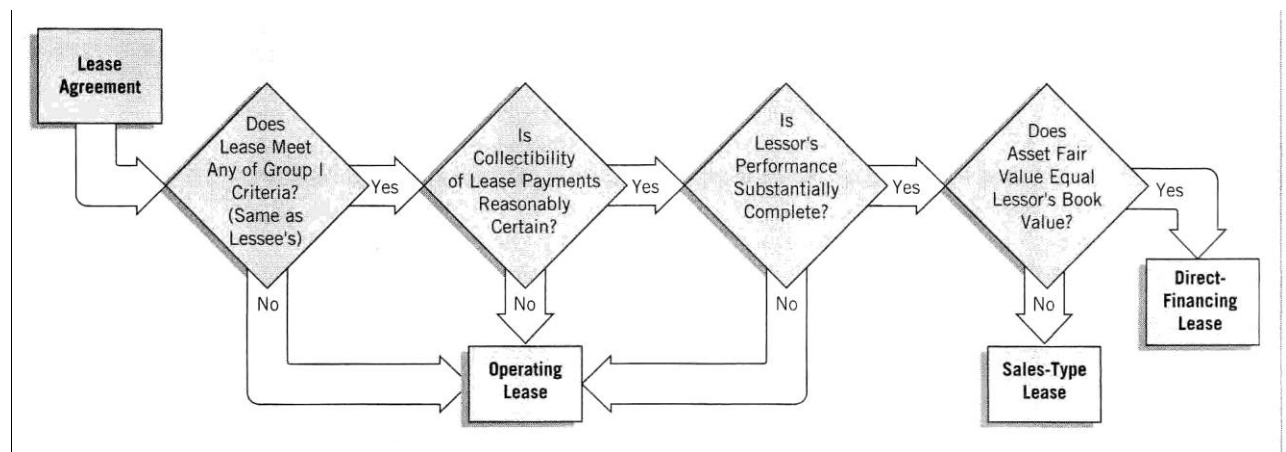 Lease
Agreement
Does
Lease Meet
Any of Group I
Criteria?
(Same as
Lessee's)
Yes
No
Is
Collectibility
of Lease Payments
Reasonably
Certain?
Yes
No
Is
Lessor's
Performance
Substantially
Complete?
Yes
No
Does
Asset Fair
Value Equal
Lessor's Book
Value?
Yes
No
Operating
Lease
Sales-Type
Lease
Direct-
Financing
Lease